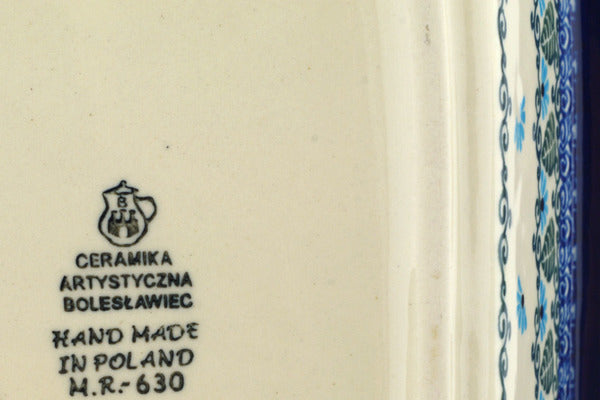 B
CERAMIKA
ARTYSTYCZNA
BOLESŁAWIEC
HAND MADE
IN POLAND
M.R.-630